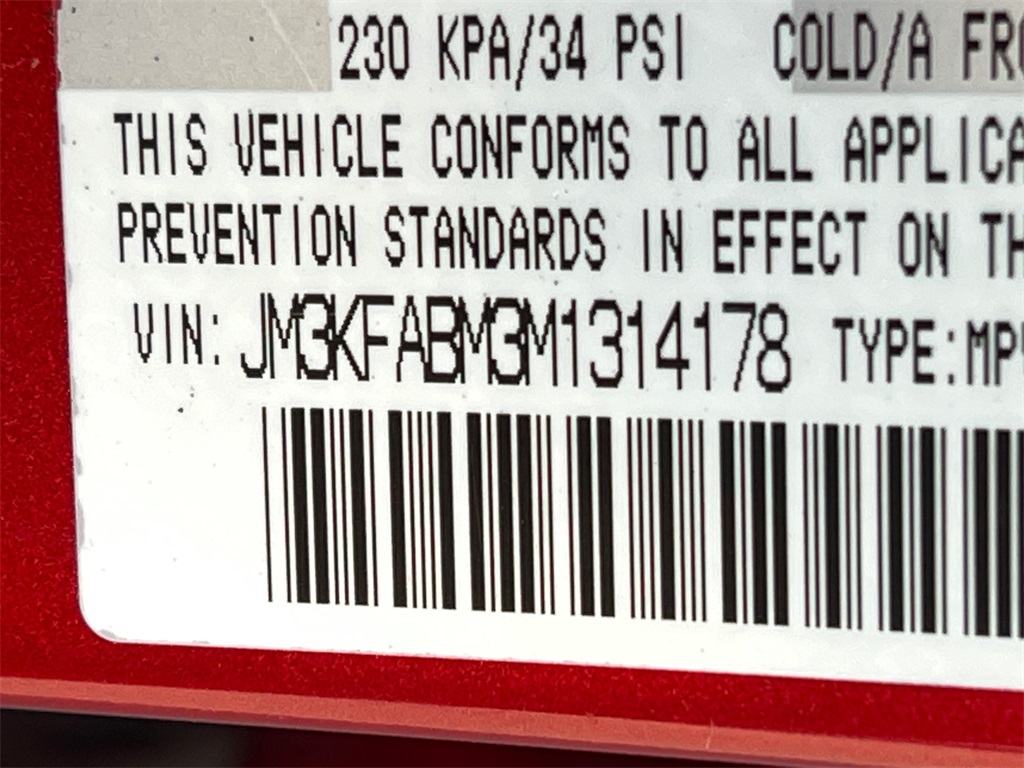 230 KPA/34 PSI COLD/A FRO
THIS VEHICLE CONFORMS TO ALL APPLICA
PREVENTION STANDARDS IN EFFECT ON TH
VIN: JM3KFABM3M1314178 TYPE:MP